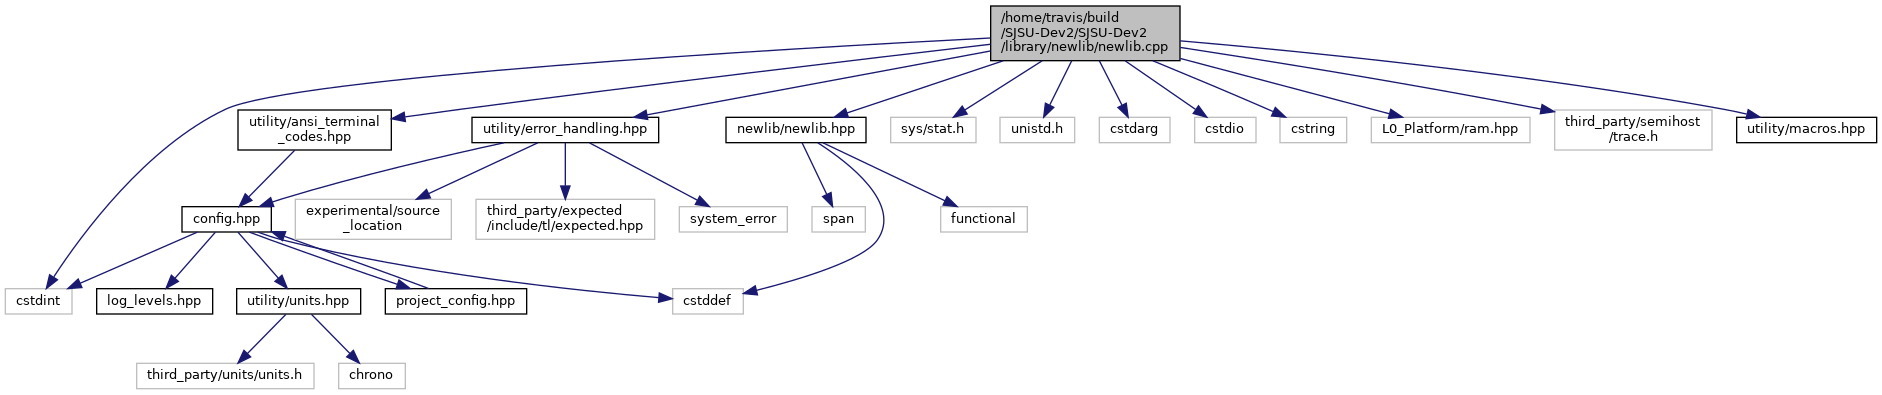 /home/travis/build
/SJSU-Dev2/SJSU-Dev2
/library/newlib/newlib.cpp
utility/ansi_terminal
_codes.hpp
utility/error_handling.hpp
newlib/newlib.hpp
sys/stat.h
unistd.h
cstdarg
cstdio
cstring
L0_Platform/ram.hpp
third_party/semihost
/trace.h
utility/macros.hpp
config.hpp
experimental/source
_location
third_party/expected
/include/tl/expected.hpp
system_error
span
functional
cstdint
log_levels.hpp
utility/units.hpp
project_config.hpp
cstddef
third_party/units/units.h
chrono